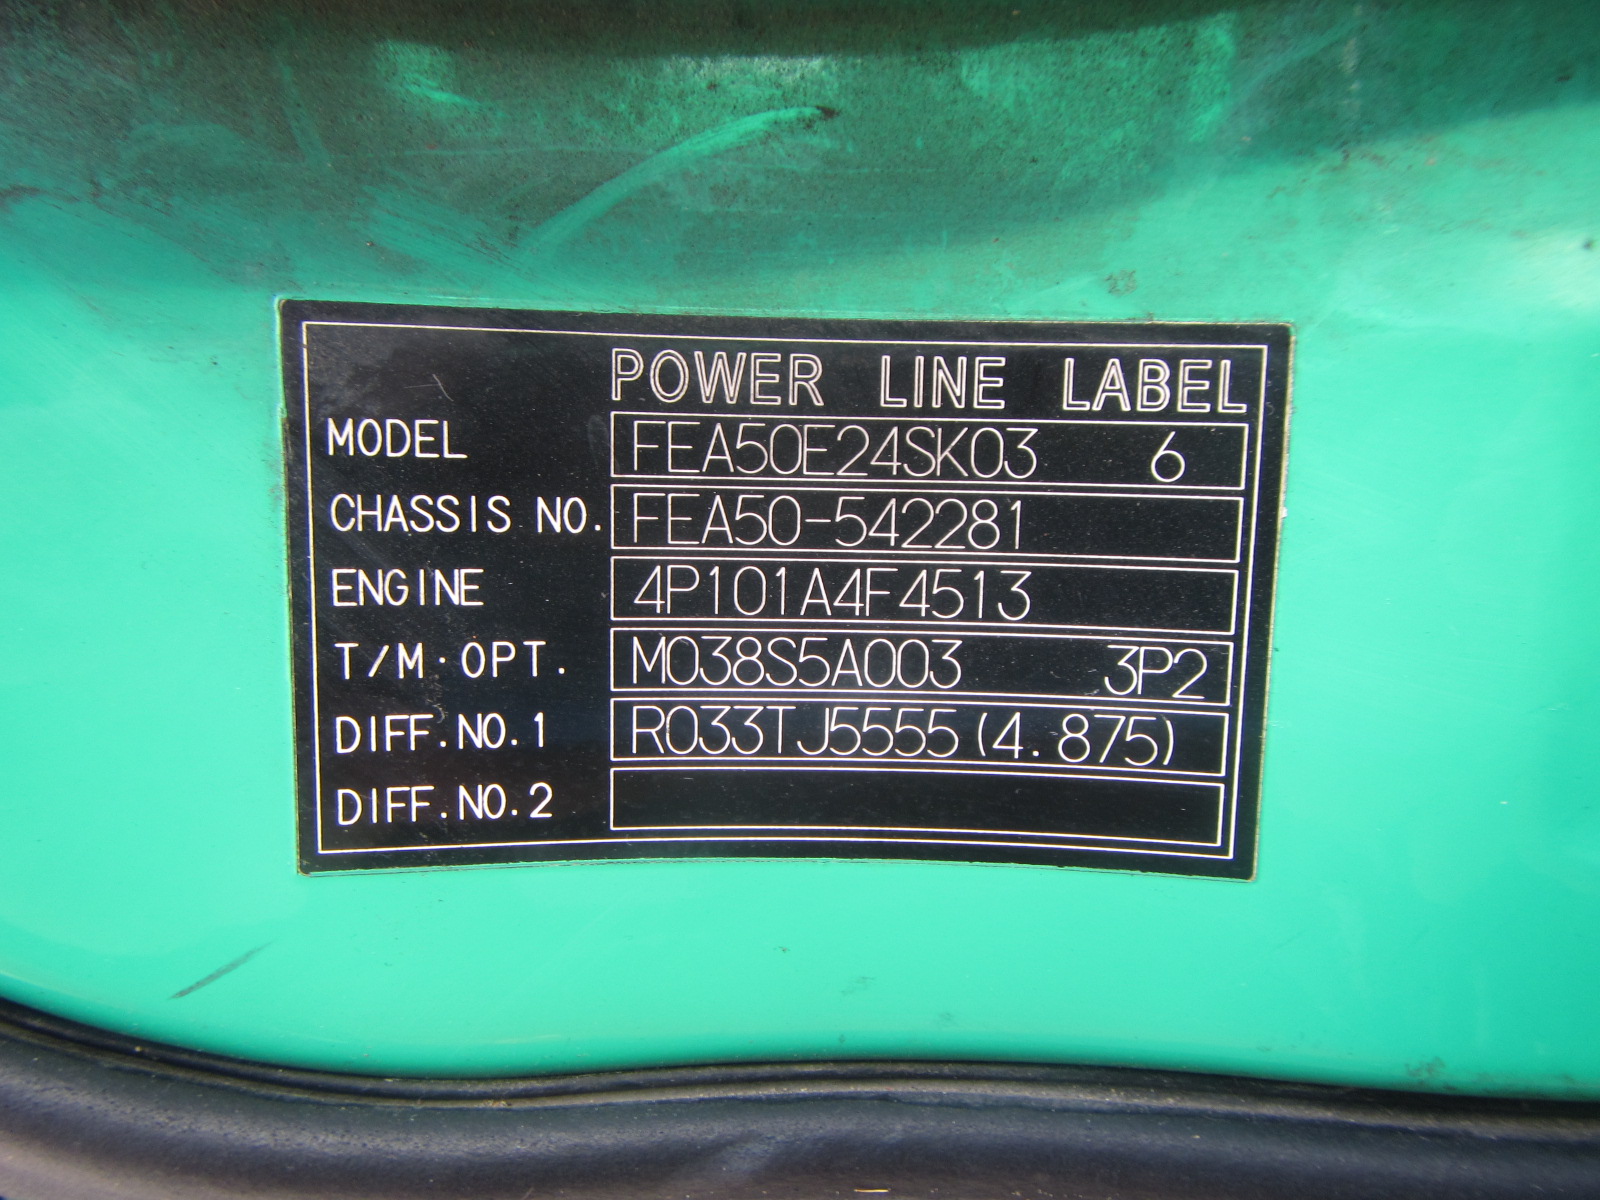 POWER LINE LABEL
MODEL FEA50E24SK03 6
CHASSIS NO. FEA50-542281
ENGINE 4P101A4F4513
T/M·OPT. M038S5A003 3P2
DIFF.NO.1 R033TJ5555(4.875)
DIFF.NO.2